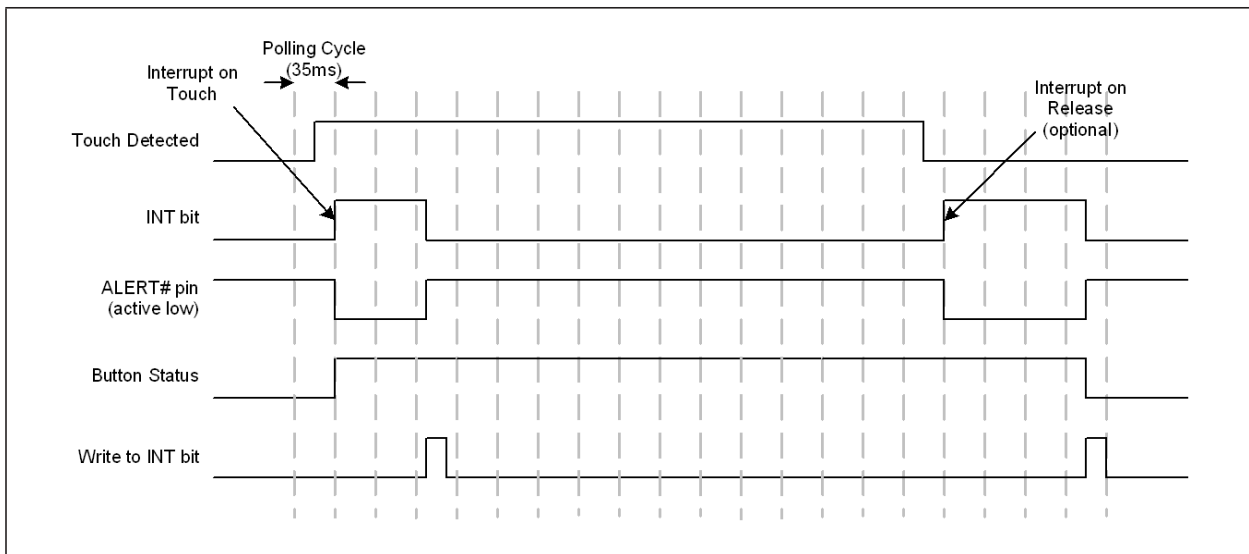 Polling Cycle
(35ms)
Interrupt on
Touch
Interrupt on
Release
(optional)
Touch Detected
INT bit
ALERT# pin
(active low)
Button Status
Write to INT bit